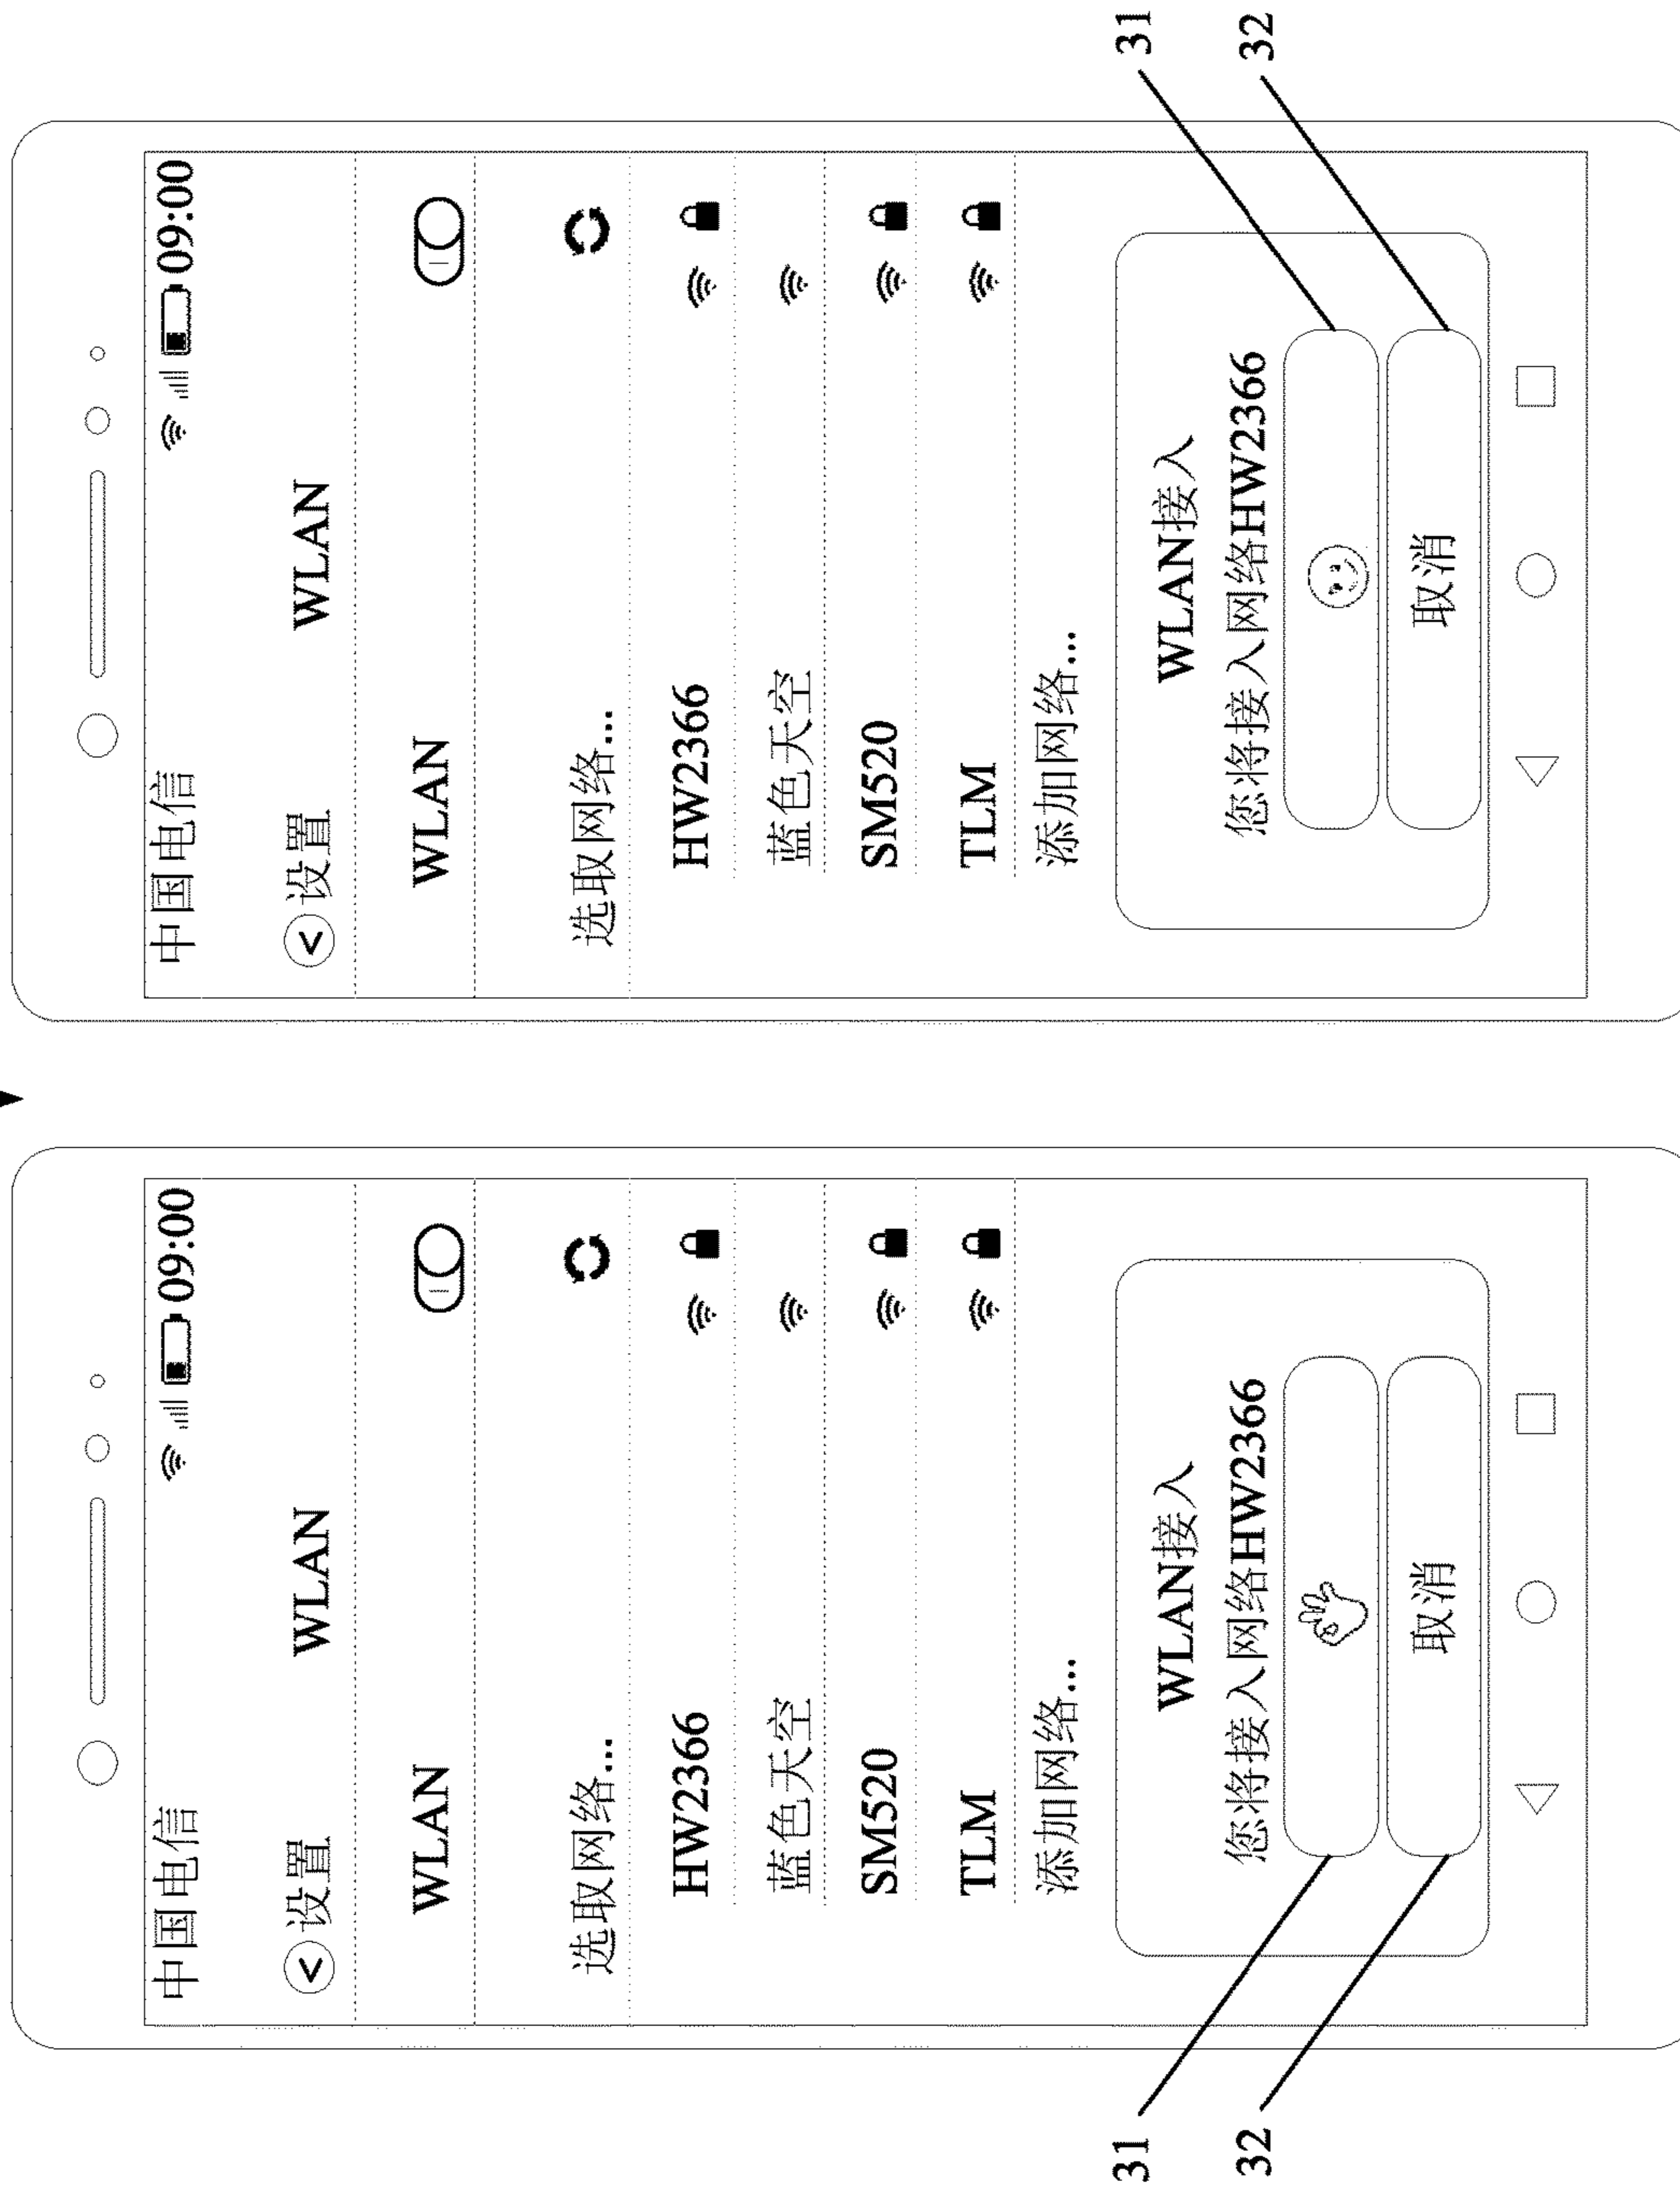 中国电信 09:00
设置 WLAN
WLAN
选取网络...
HW2366
蓝色天空
SM520
TLM
添加网络...
WLAN接入
您将接入网络HW2366
31
取消
32
中国电信 09:00
设置 WLAN
WLAN
选取网络...
HW2366
蓝色天空
SM520
TLM
添加网络...
WLAN接入
您将接入网络HW2366
31
取消
32